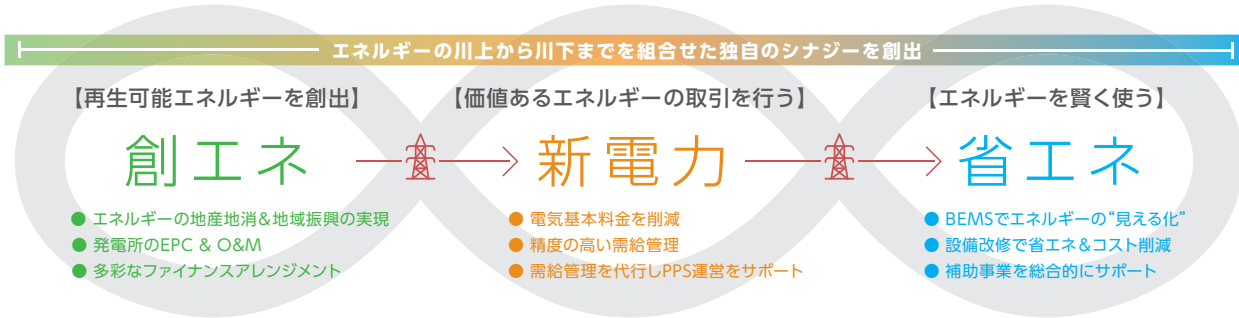 エネルギーの川上から川下までを組合せた独自のシナジーを創出
【再生可能エネルギーを創出】
創エネ
● エネルギーの地産地消&地域振興の実現
● 発電所のEPC & O&M
● 多彩なファイナンスアレンジメント
【価値あるエネルギーの取引を行う】
新電力
● 電気基本料金を削減
● 精度の高い需給管理
● 需給管理を代行しPPS運営をサポート
【エネルギーを賢く使う】
省エネ
● BEMSでエネルギーの“見える化”
● 設備改修で省エネ&コスト削減
● 補助事業を総合的にサポート